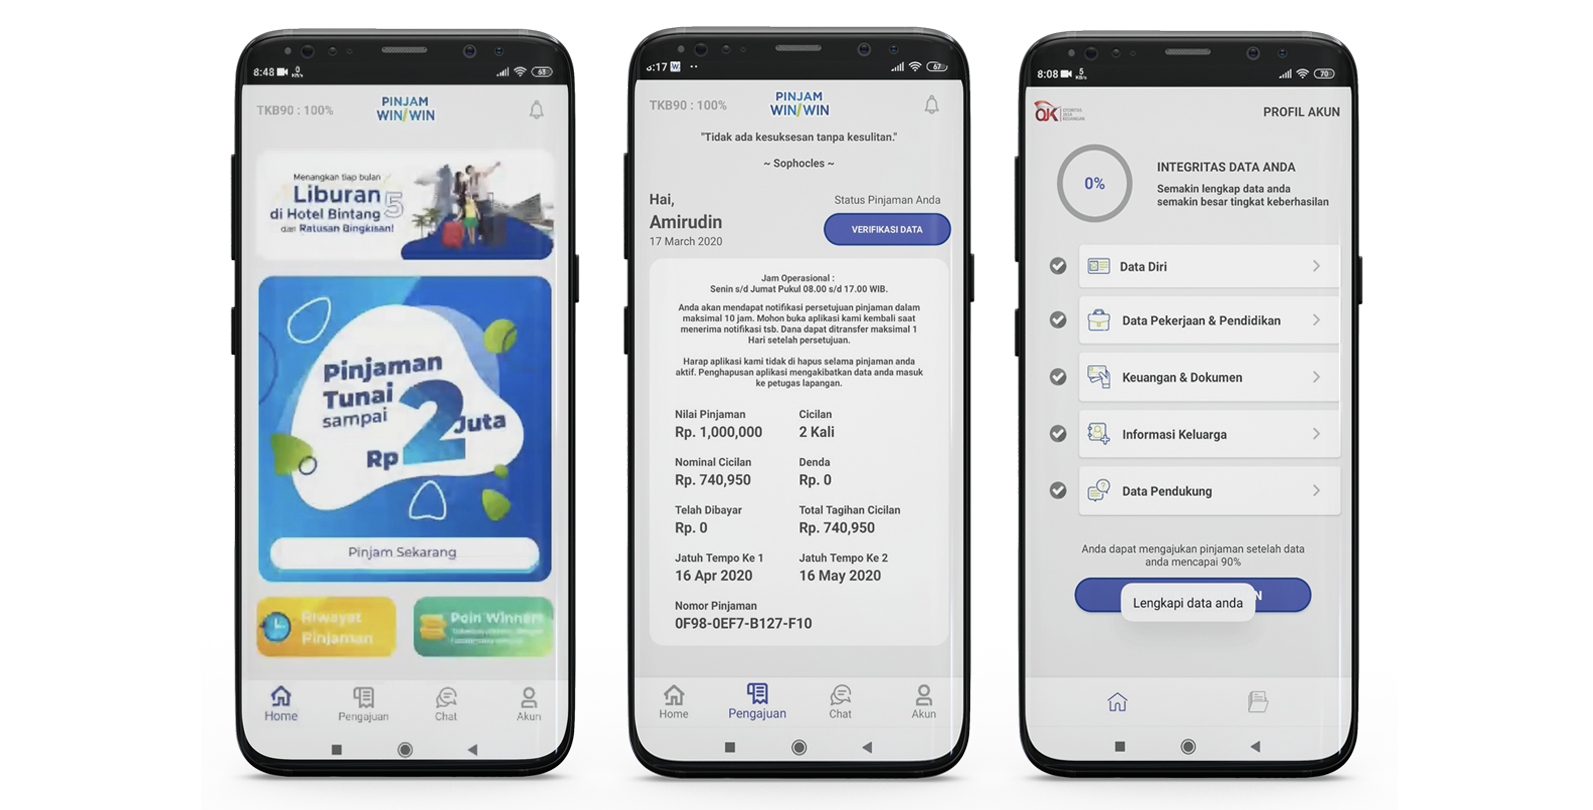 8:48
63
TKB90 : 100%
PINJAM
WIN/WIN
Menangkan tiap bulan
Liburan
di Hotel Bintang 5
dan Ratusan Bingkisan!
Pinjaman
Tunai
sampai
Rp 2 Juta
Pinjam Sekarang
Riwayat
Pinjaman
Poin Winner
Home
Pengajuan
Chat
Akun
:17
67
TKB90 : 100%
PINJAM
WIN/WIN
"Tidak ada kesuksesan tanpa kesulitan."
~ Sophocles ~
Hai,
Amirudin
17 March 2020
Status Pinjaman Anda
VERIFIKASI DATA
Jam Operasional :
Senin s/d Jumat Pukul 08.00 s/d 17.00 WIB.
Anda akan mendapat notifikasi persetujuan pinjaman dalam
maksimal 10 jam. Mohon buka aplikasi kami kembali saat
menerima notifikasi tsb. Dana dapat ditransfer maksimal 1
Hari setelah persetujuan.
Harap aplikasi kami tidak di hapus selama pinjaman anda
aktif. Penghapusan aplikasi mengakibatkan data anda masuk
ke petugas lapangan.
Nilai Pinjaman
Rp. 1,000,000
Cicilan
2 Kali
Nominal Cicilan
Rp. 740,950
Denda
Rp. 0
Telah Dibayar
Rp. 0
Total Tagihan Cicilan
Rp. 740,950
Jatuh Tempo Ke 1
16 Apr 2020
Jatuh Tempo Ke 2
16 May 2020
Nomor Pinjaman
0F98-0EF7-B127-F10
Home
Pengajuan
Chat
Akun
8:08
70
OJK
OTORITAS
JASA
KEUANGAN
PROFIL AKUN
0%
INTEGRITAS DATA ANDA
Semakin lengkap data anda
semakin besar tingkat keberhasilan
Data Diri
Data Pekerjaan & Pendidikan
Keuangan & Dokumen
Informasi Keluarga
Data Pendukung
Anda dapat mengajukan pinjaman setelah data
anda mencapai 90%
Lengkapi data anda